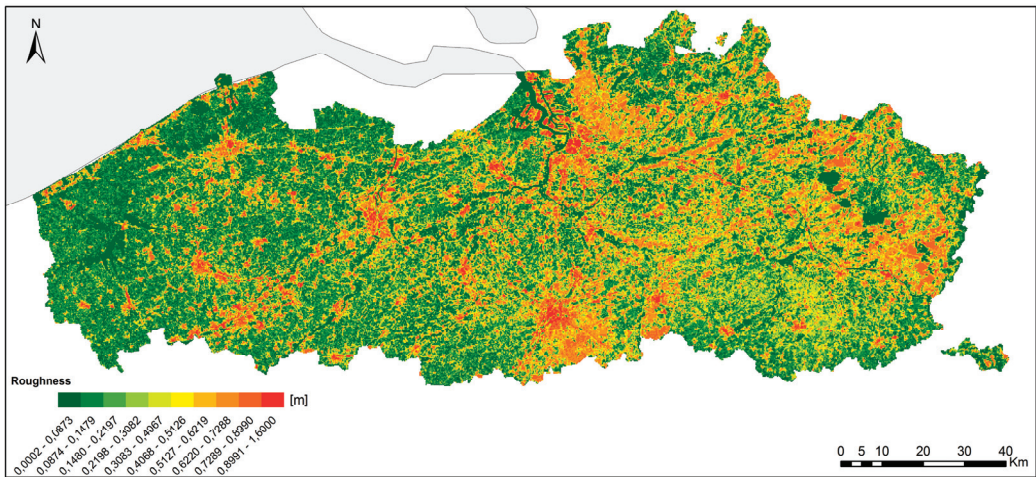 N
Roughness
[m]
0,0002 - 0,0873
0,0874 - 0,1479
0,1480 - 0,2197
0,2198 - 0,3082
0,3083 - 0,4067
0,4068 - 0,5126
0,5127 - 0,6219
0,6220 - 0,7288
0,7289 - 0,8990
0,8991 - 1,6000
0 5 10 20 30 40
Km